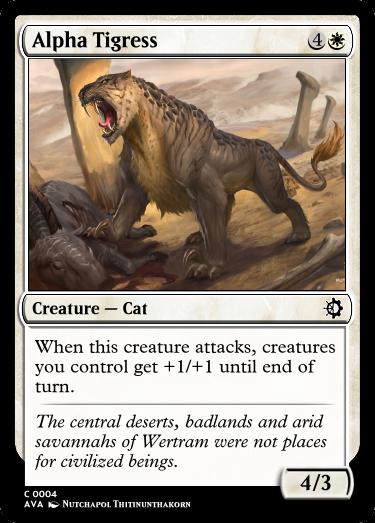 Alpha Tigress 4
Creature — Cat
When this creature attacks, creatures
you control get +1/+1 until end of
turn.
The central deserts, badlands and arid
savannahs of Wertram were not places
for civilized beings.
4/3
C 0004
AVA Nutchapol Thitinunthakorn